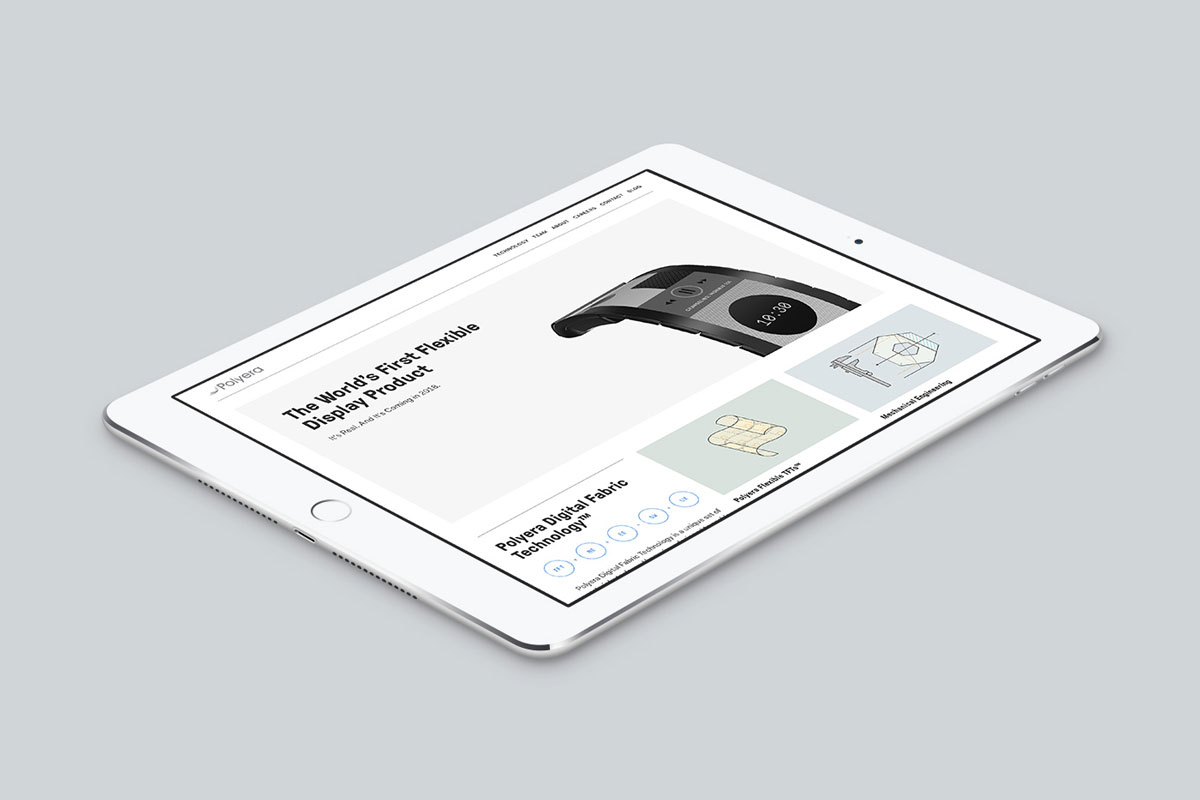 Polyera
TECHNOLOGY TEAM ABOUT CAREERS CONTACT BLOG
The World's First Flexible
Display Product
It's Real. And It's Coming in 2018.
10:30
Polyera Digital Fabric
Technology™
Polyera Digital Fabric Technology is a unique set of
Polyera Flexible TFTs™
Mechanical Engineering